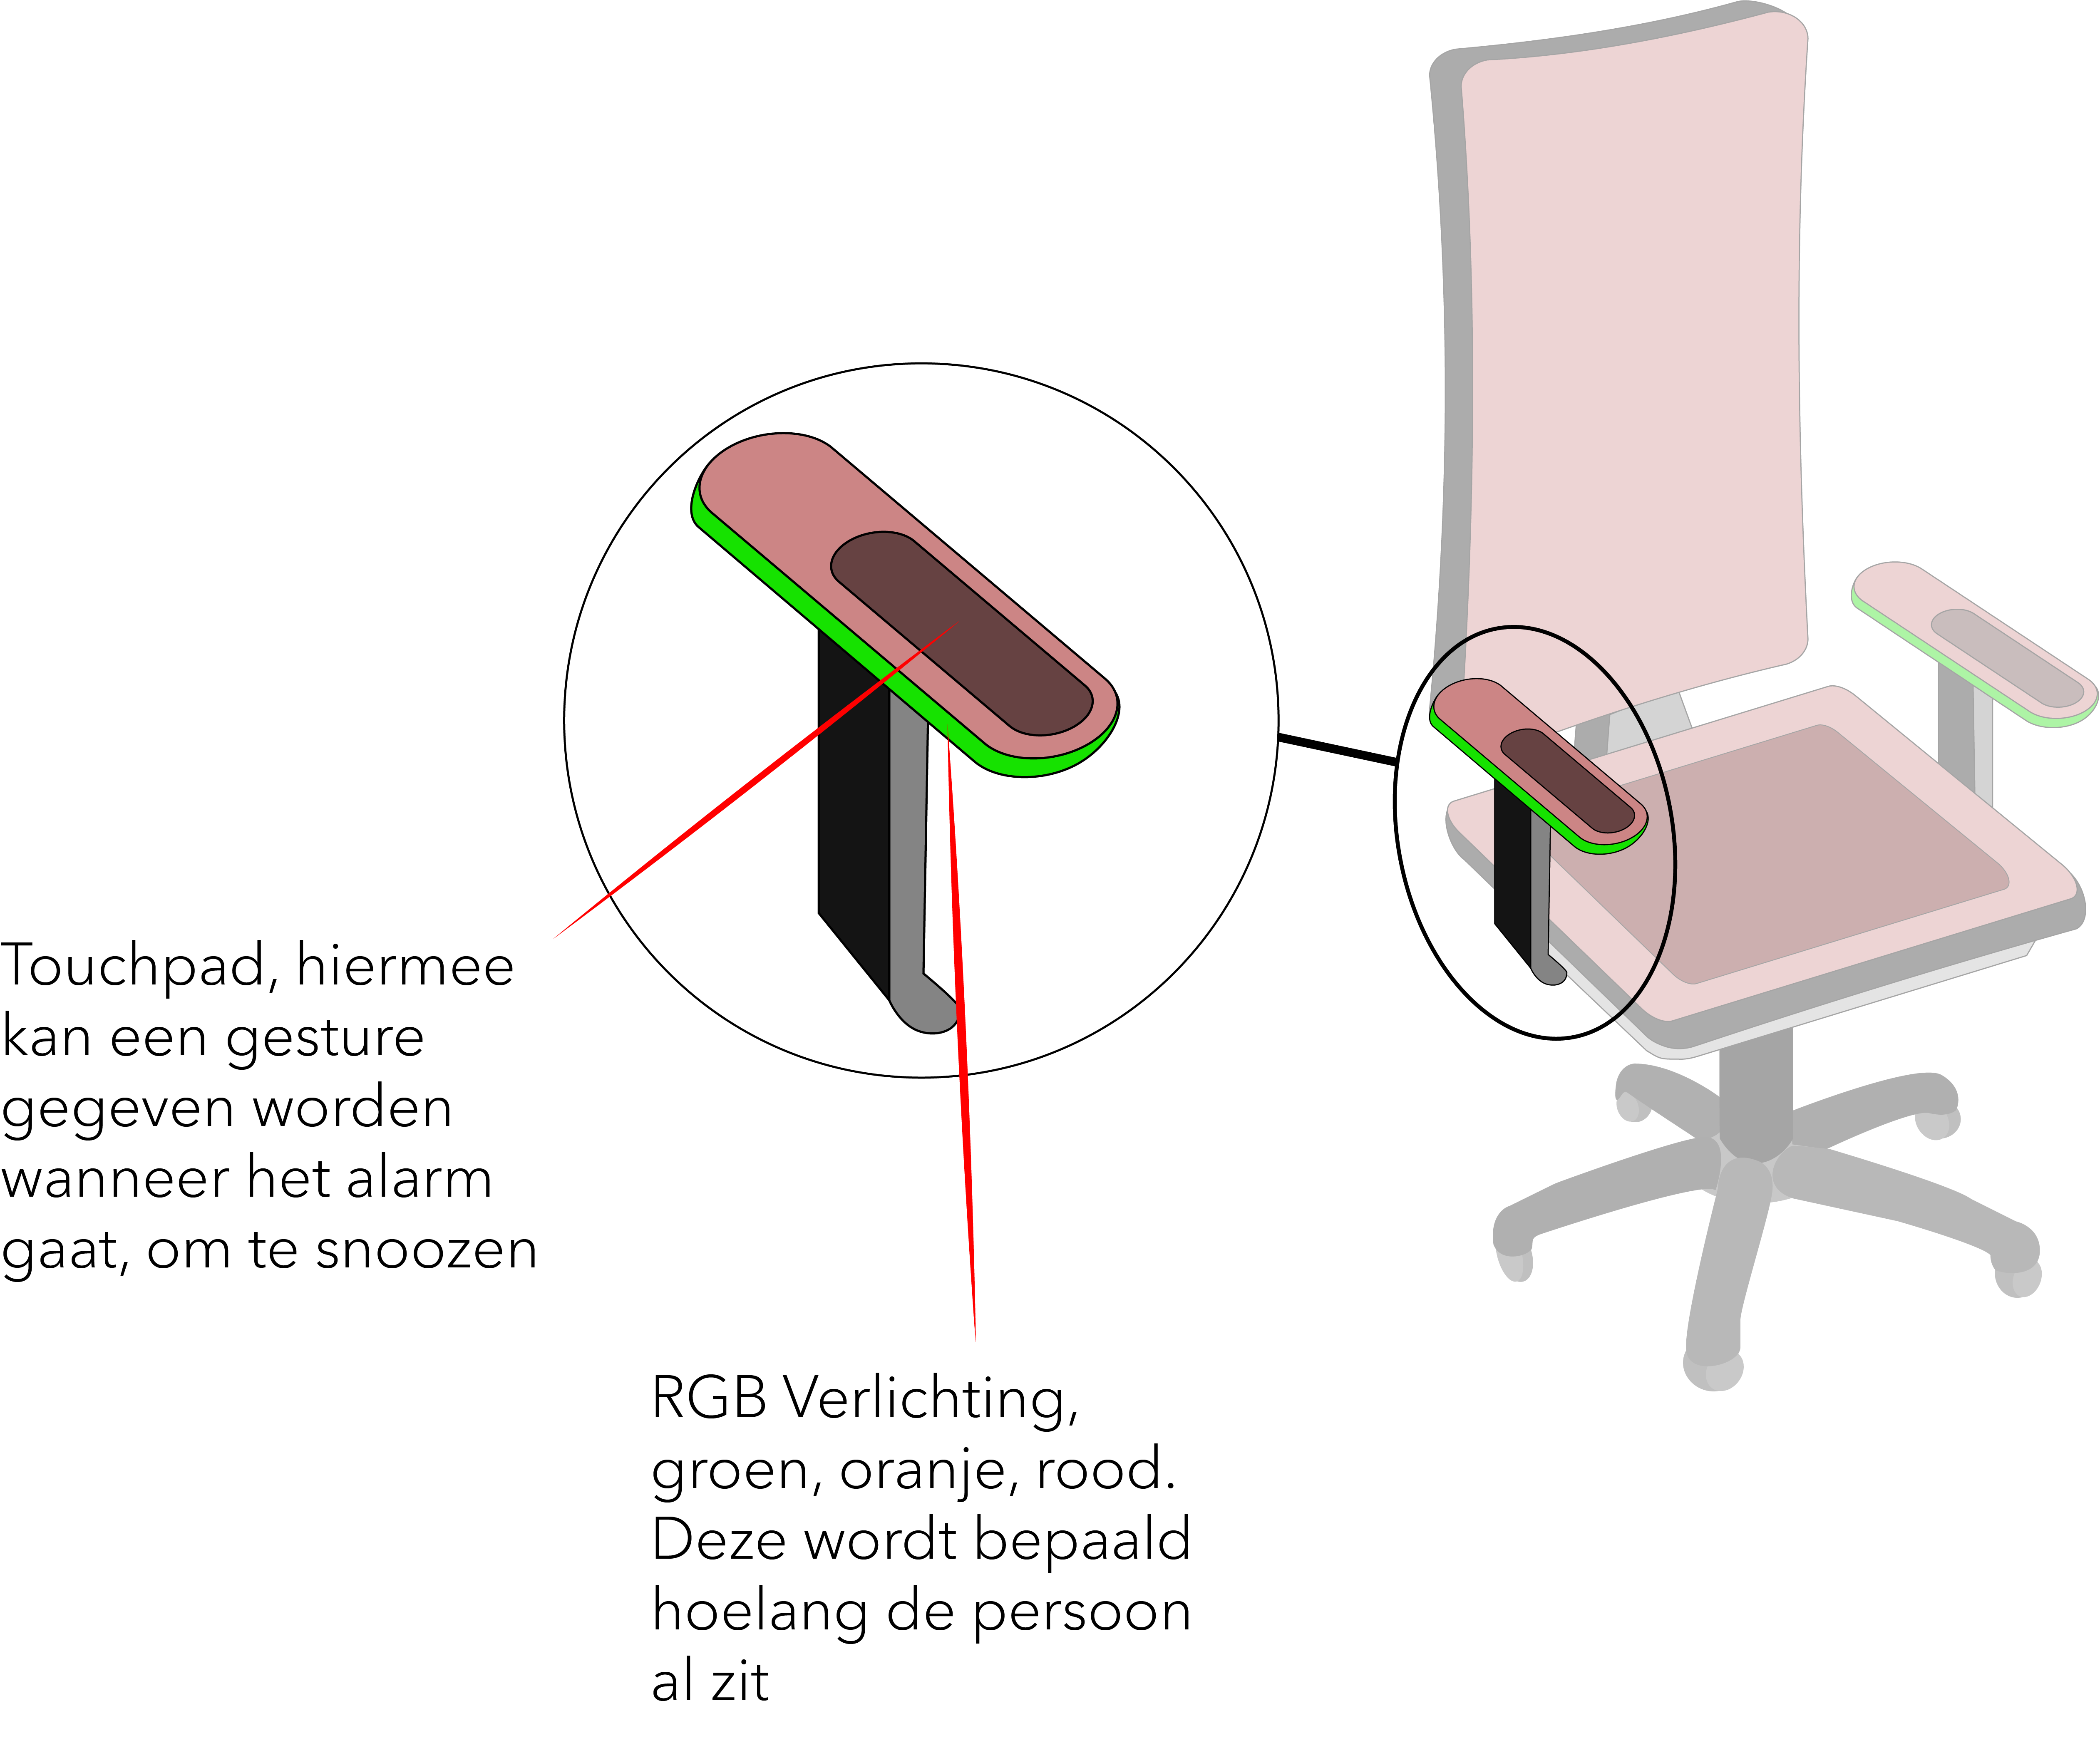 Touchpad, hiermee
kan een gesture
gegeven worden
wanneer het alarm
gaat, om te snoozen
RGB Verlichting,
groen, oranje, rood.
Deze wordt bepaald
hoelang de persoon
al zit